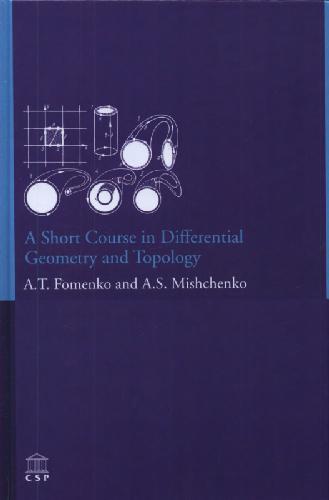 A Short Course in Differential
Geometry and Topology
A.T. Fomenko and A.S. Mishchenko
CSP